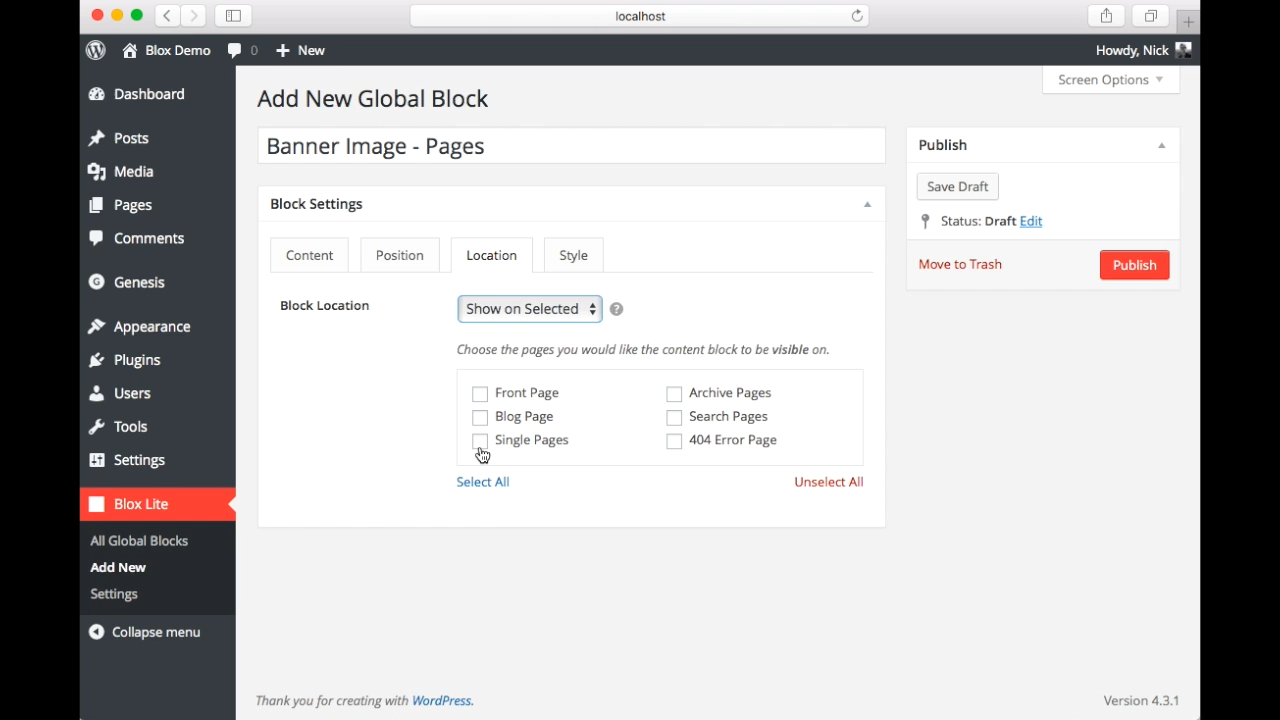 localhost
Blox Demo 0 New Howdy, Nick
Screen Options
Dashboard
Posts
Media
Pages
Comments
Genesis
Appearance
Plugins
Users
Tools
Settings
Blox Lite
All Global Blocks
Add New
Settings
Collapse menu
Add New Global Block
Banner Image - Pages
Block Settings
Content Position Location Style
Block Location Show on Selected ?
Choose the pages you would like the content block to be visible on.
Front Page Archive Pages
Blog Page Search Pages
Single Pages 404 Error Page
Select All Unselect All
Publish
Save Draft
Status: Draft Edit
Move to Trash Publish
Thank you for creating with WordPress. Version 4.3.1